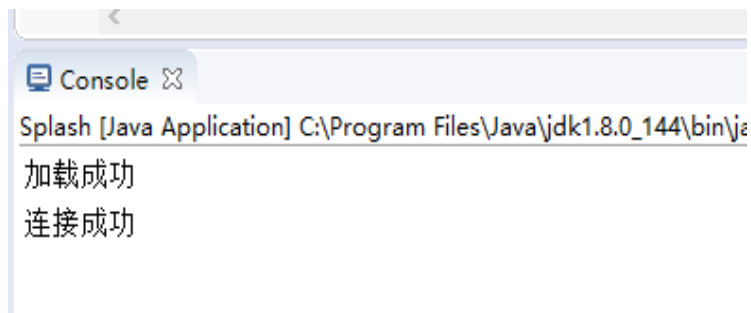 Console
Splash [Java Application] C:\Program Files\Java\jdk1.8.0_144\bin\ja
加载成功
连接成功